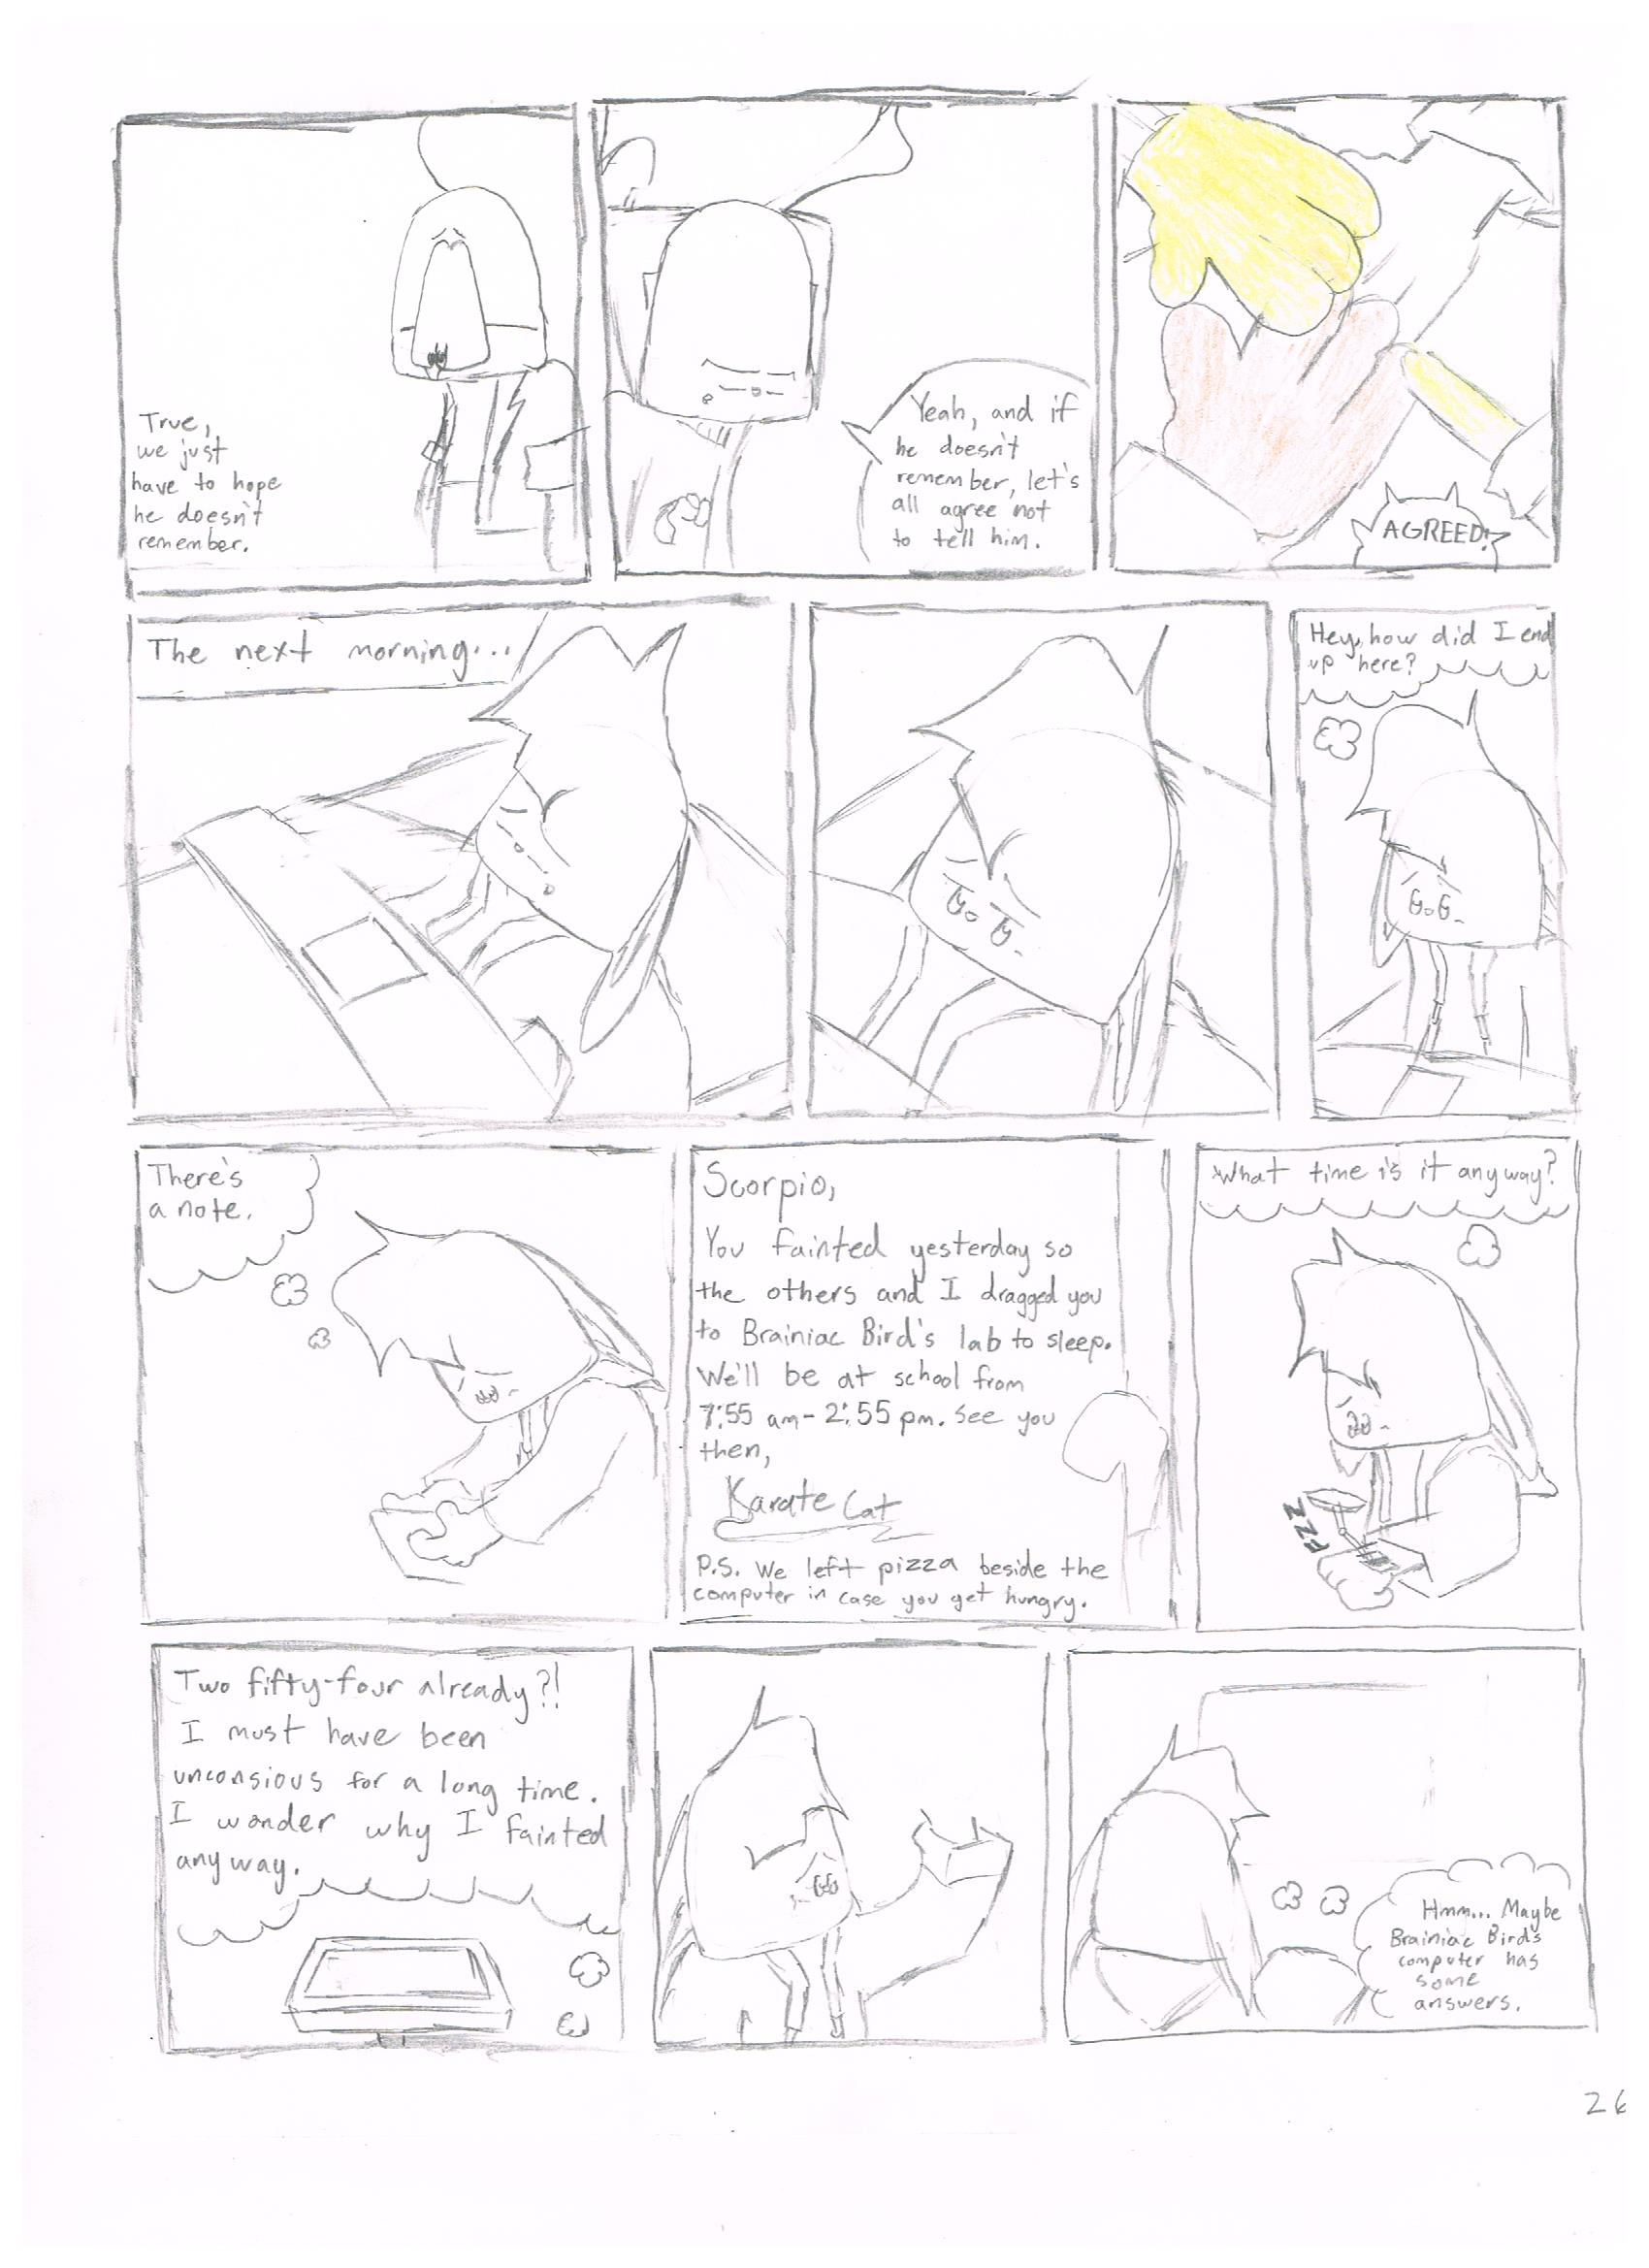 True,
we just
have to hope
he doesn't
remember.
Yeah, and if
he doesn't
remember, let's
all agree not
to tell him.
AGREED!
The next morning...
Hey, how did I end
up here?
There's
a note.
Scorpio,
You fainted yesterday so
the others and I dragged you
to Brainiac Bird's lab to sleep.
We'll be at school from
7:55 am-2:55 pm. See you
then,
Karate Cat
P.S. We left pizza beside the
computer in case you get hungry.
What time is it anyway?
FZZZ
Two fifty-four already?!
I must have been
unconsious for a long time.
I wonder why I fainted
anyway.
Hmm... Maybe
Brainiac Bird's
computer has
some
answers.
26